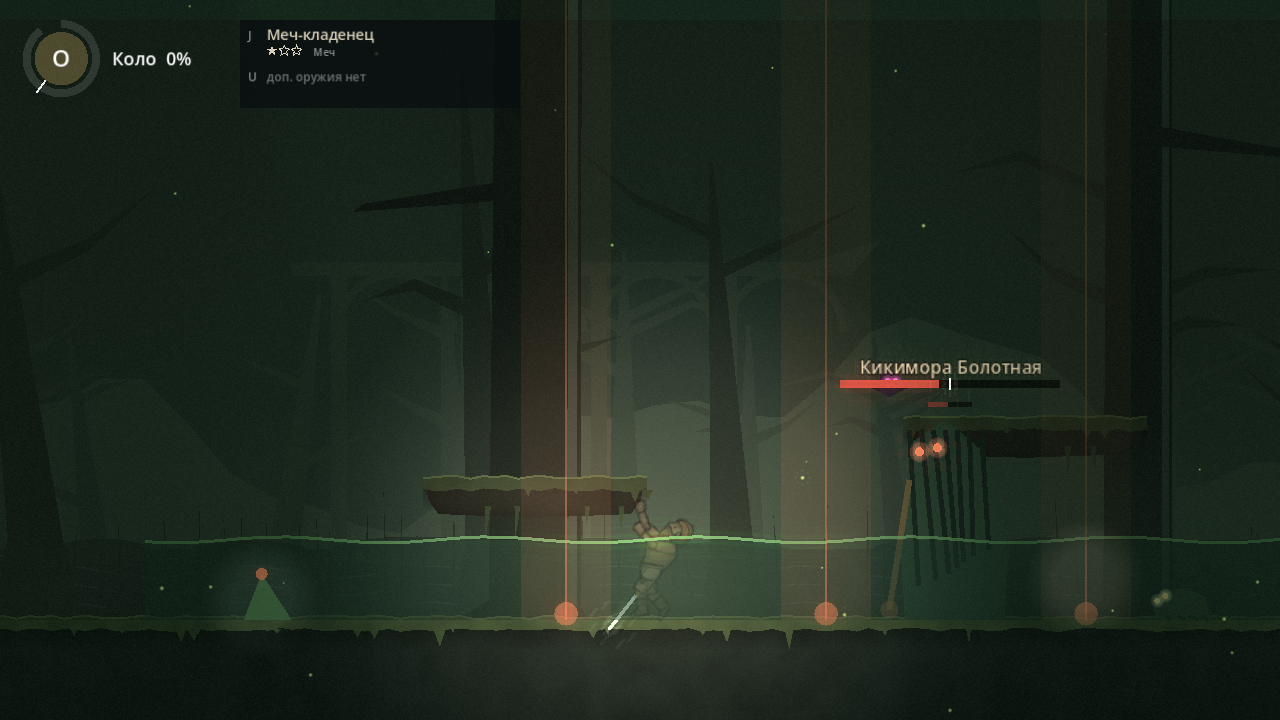 О
Коло 0%
J Меч-кладенец
★☆☆ Меч
U доп. оружия нет
Кикимора Болотная